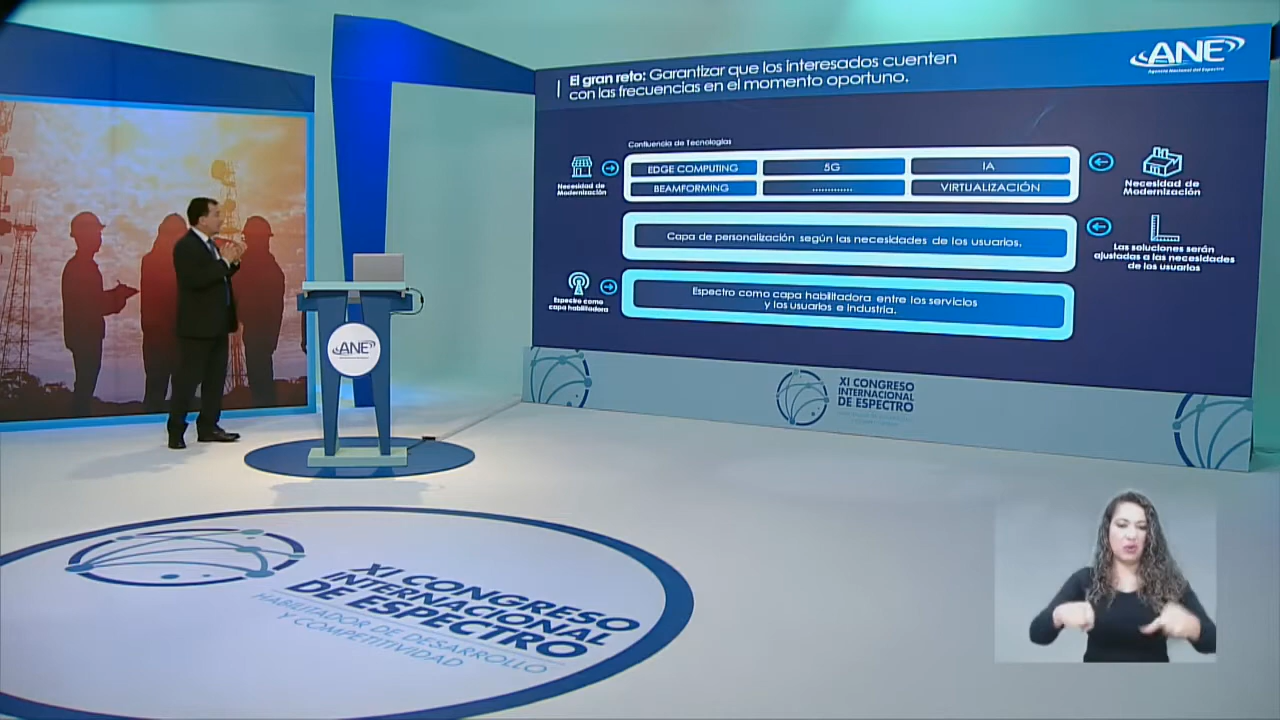 El gran reto: Garantizar que los interesados cuenten
con las frecuencias en el momento oportuno.
ANE
Agencia Nacional del Espectro
Confluencia de Tecnologías
Necesidad de
Modernización
EDGE COMPUTING
5G
IA
BEAMFORMING
.............
VIRTUALIZACIÓN
Necesidad de
Modernización
Capa de personalización según las necesidades de los usuarios.
Las soluciones serán
ajustadas a las necesidades
de los usuarios
Espectro como
capa habilitadora
Espectro como capa habilitadora entre los servicios
y los usuarios e industria.
ANE
XI CONGRESO
INTERNACIONAL
DE ESPECTRO
XI CONGRESO
INTERNACIONAL
DE ESPECTRO
HABILITADOR DE DESARROLLO
Y COMPETITIVIDAD